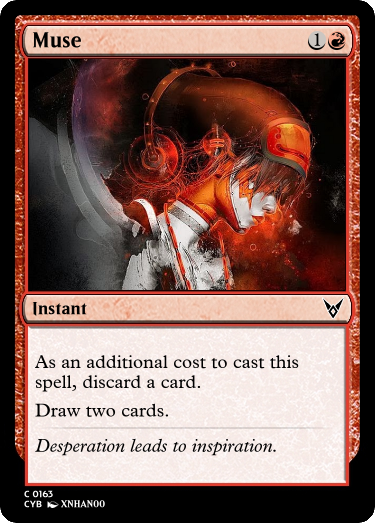 Muse 1
Instant
As an additional cost to cast this
spell, discard a card.
Draw two cards.
Desperation leads to inspiration.
C 0163
CYB XNHAN00